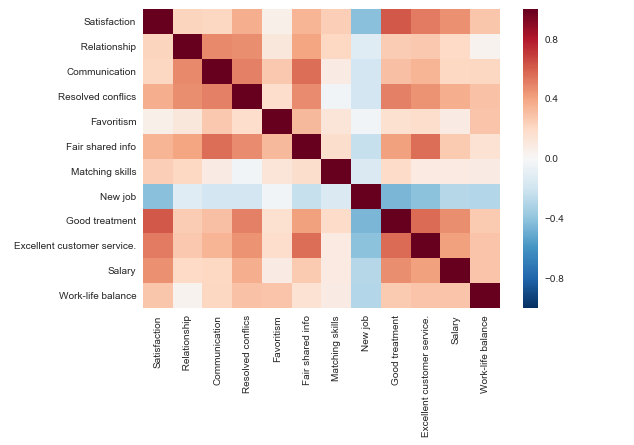 Satisfaction
Relationship
Communication
Resolved conflics
Favoritism
Fair shared info
Matching skills
New job
Good treatment
Excellent customer service.
Salary
Work-life balance
Satisfaction
Relationship
Communication
Resolved conflics
Favoritism
Fair shared info
Matching skills
New job
Good treatment
Excellent customer service.
Salary
Work-life balance
0.8
0.4
0.0
−0.4
−0.8